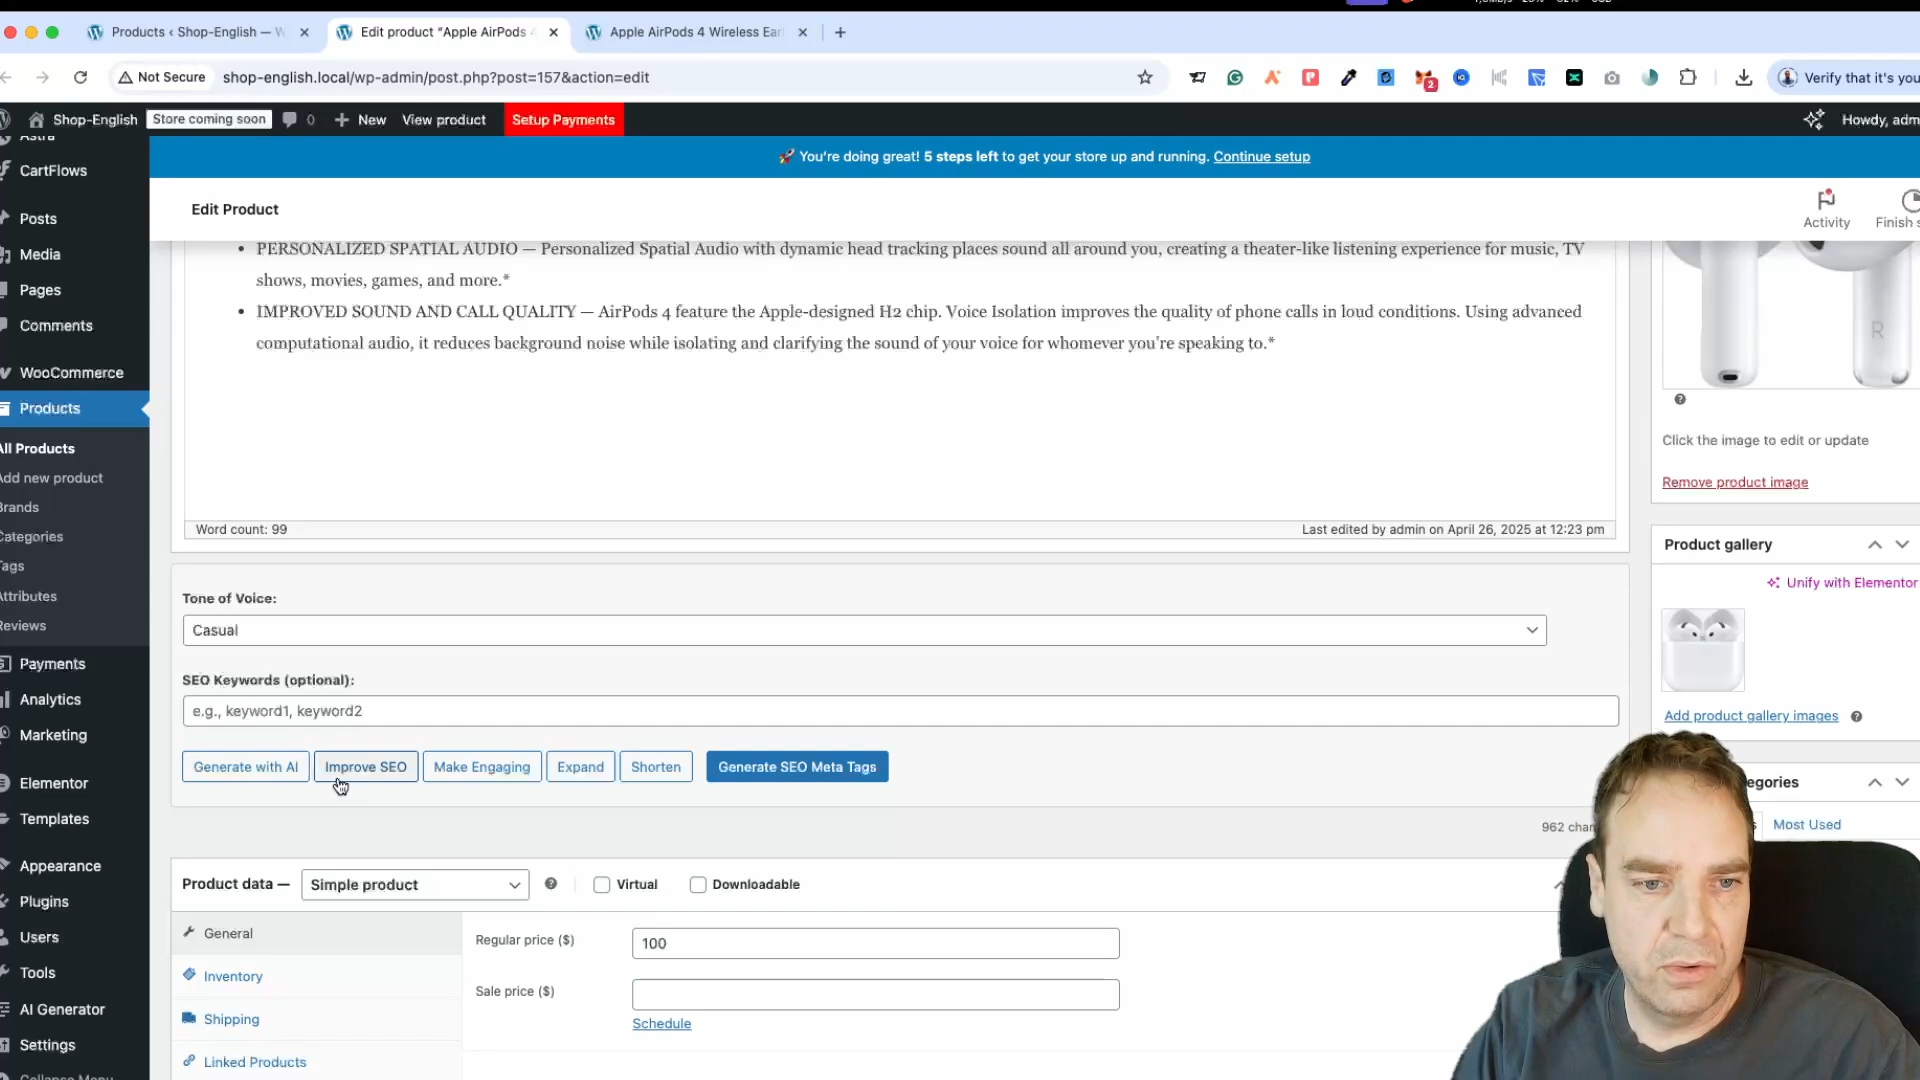 Products ‹ Shop-English — W
Edit product "Apple AirPods 4
Apple AirPods 4 Wireless Ear
Not Secure
shop-english.local/wp-admin/post.php?post=157&action=edit
2
Verify that it's you
Shop-English
Store coming soon
0
New
View product
Setup Payments
Howdy, adm
🚀 You're doing great! 5 steps left to get your store up and running. Continue setup
Astra
CartFlows
Posts
Media
Pages
Comments
WooCommerce
Products
All Products
Add new product
Brands
Categories
Tags
Attributes
Reviews
Payments
Analytics
Marketing
Elementor
Templates
Appearance
Plugins
Users
Tools
AI Generator
Settings
Collapse Menu
Edit Product
Activity
Finish s
• PERSONALIZED SPATIAL AUDIO — Personalized Spatial Audio with dynamic head tracking places sound all around you, creating a theater-like listening experience for music, TV
shows, movies, games, and more.*
• IMPROVED SOUND AND CALL QUALITY — AirPods 4 feature the Apple-designed H2 chip. Voice Isolation improves the quality of phone calls in loud conditions. Using advanced
computational audio, it reduces background noise while isolating and clarifying the sound of your voice for whomever you're speaking to.*
Word count: 99
Last edited by admin on April 26, 2025 at 12:23 pm
Tone of Voice:
Casual
SEO Keywords (optional):
e.g., keyword1, keyword2
Generate with AI
Improve SEO
Make Engaging
Expand
Shorten
Generate SEO Meta Tags
962 char
Product data —
Simple product
Virtual
Downloadable
General
Inventory
Shipping
Linked Products
Regular price ($)
100
Sale price ($)
Schedule
R
Click the image to edit or update
Remove product image
Product gallery
Unify with Elementor
Add product gallery images
egories
Most Used